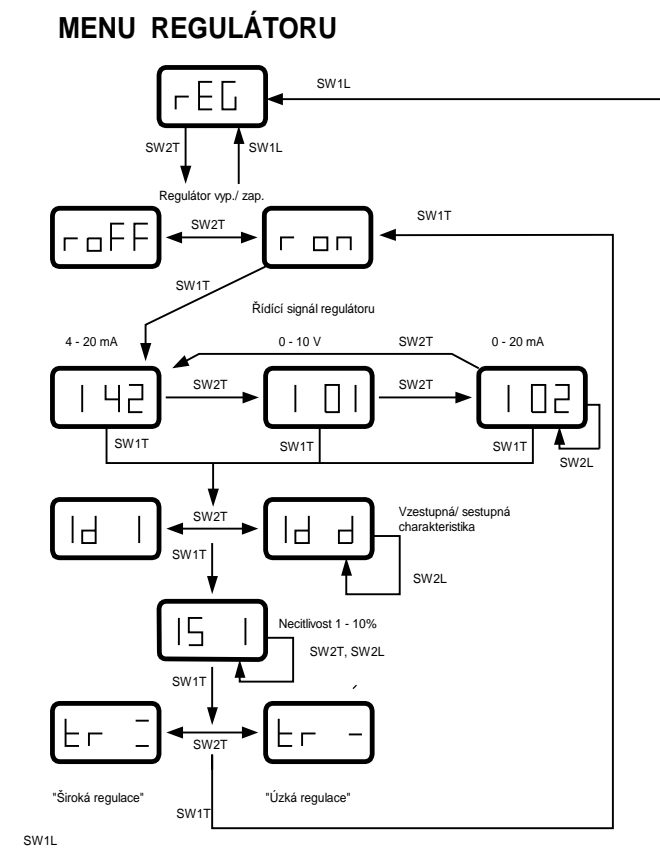 MENU REGULÁTORU
rEG
SW1L
SW2T SW1L
Regulátor vyp./ zap.
roFF SW2T r on SW1T
SW1T
Řídící signál regulátoru
4 - 20 mA 0 - 10 V SW2T 0 - 20 mA
I 42 SW2T I 01 SW2T I 02
SW1T SW1T SW1T SW2L
Id I SW2T Id d Vzestupná/ sestupná
charakteristika
SW1T SW2L
IS I Necitlivost 1 - 10%
SW2T, SW2L
SW1T
tr SW2T tr -
"Široká regulace" "Úzká regulace"
SW1T
SW1L